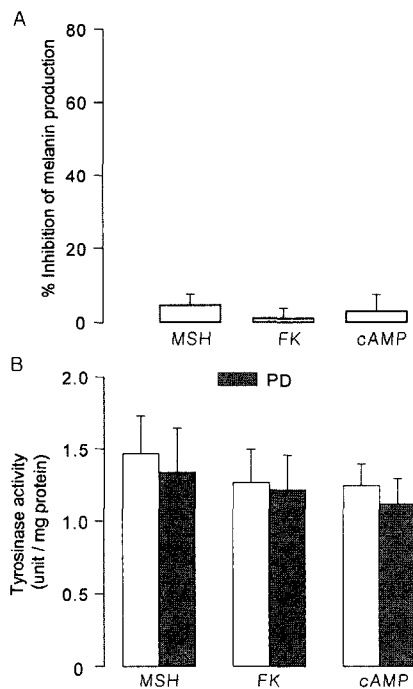 A
% Inhibition of melanin production
80
60
40
20
0
MSH FK cAMP
B
PD
Tyrosinase activity
(unit / mg protein)
2.0
1.5
1.0
0.5
0
MSH FK cAMP